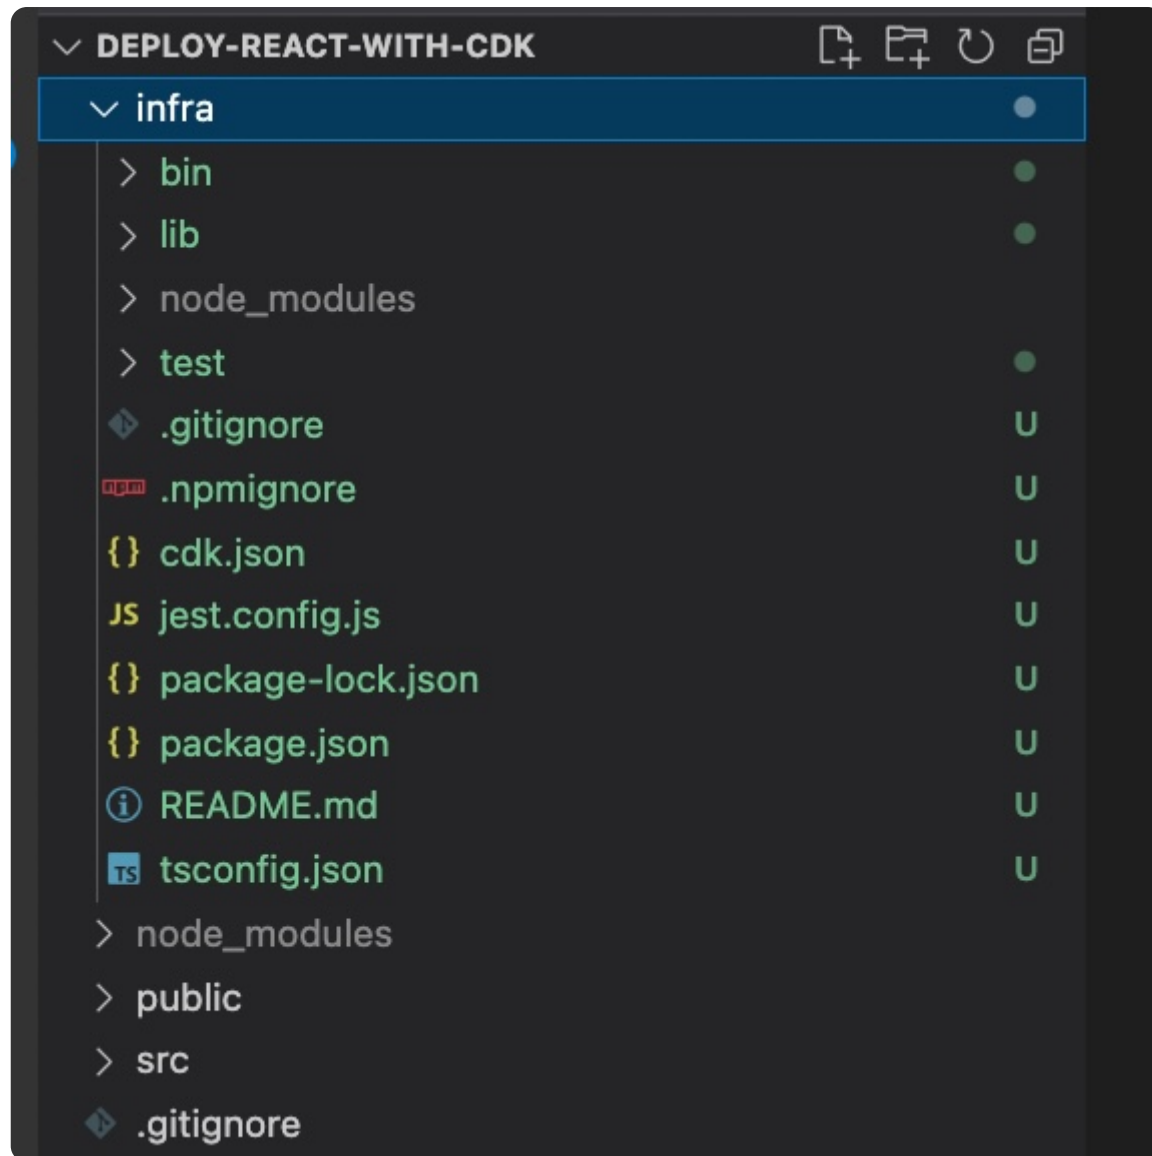 DEPLOY-REACT-WITH-CDK
infra
bin
lib
node_modules
test
.gitignore U
npm .npmignore U
{} cdk.json U
JS jest.config.js U
{} package-lock.json U
{} package.json U
README.md U
TS tsconfig.json U
node_modules
public
src
.gitignore